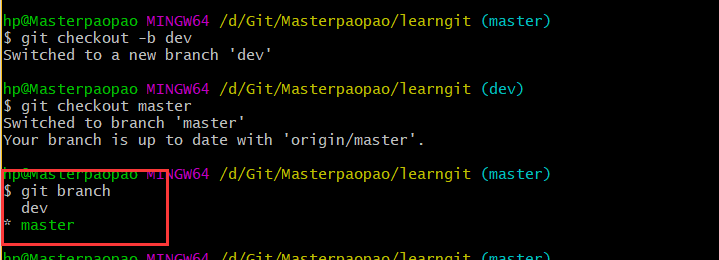 hp@Masterpaopao MINGW64 /d/Git/Masterpaopao/learngit (master)
$ git checkout -b dev
Switched to a new branch 'dev'
hp@Masterpaopao MINGW64 /d/Git/Masterpaopao/learngit (dev)
$ git checkout master
Switched to branch 'master'
Your branch is up to date with 'origin/master'.
hp@Masterpaopao MINGW64 /d/Git/Masterpaopao/learngit (master)
$ git branch
  dev
* master
hp@Masterpaopao MINGW64 /d/Git/Masterpaopao/learngit (master)